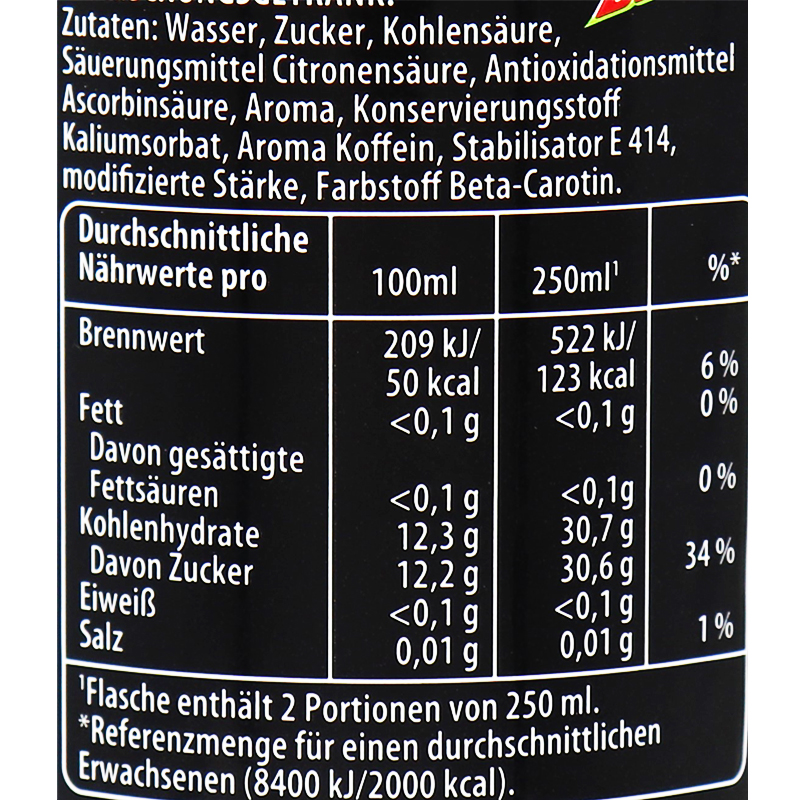 Zutaten: Wasser, Zucker, Kohlensäure,
Säuerungsmittel Citronensäure, Antioxidationsmittel
Ascorbinsäure, Aroma, Konservierungsstoff
Kaliumsorbat, Aroma Koffein, Stabilisator E 414,
modifizierte Stärke, Farbstoff Beta-Carotin.
Durchschnittliche
Nährwerte pro 100ml 250ml¹ %*
Brennwert 209 kJ/ 522 kJ/
50 kcal 123 kcal 6 %
Fett <0,1 g <0,1 g 0 %
Davon gesättigte
Fettsäuren <0,1 g <0,1g 0 %
Kohlenhydrate 12,3 g 30,7 g
Davon Zucker 12,2 g 30,6 g 34 %
Eiweiß <0,1 g <0,1 g
Salz 0,01 g 0,01 g 1 %
¹Flasche enthält 2 Portionen von 250 ml.
*Referenzmenge für einen durchschnittlichen
Erwachsenen (8400 kJ/2000 kcal).